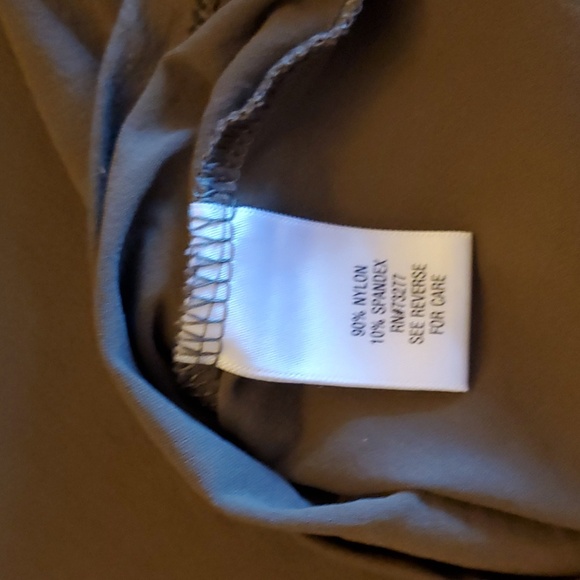 90% NYLON
10% SPANDEX
RN#73277
SEE REVERSE
FOR CARE